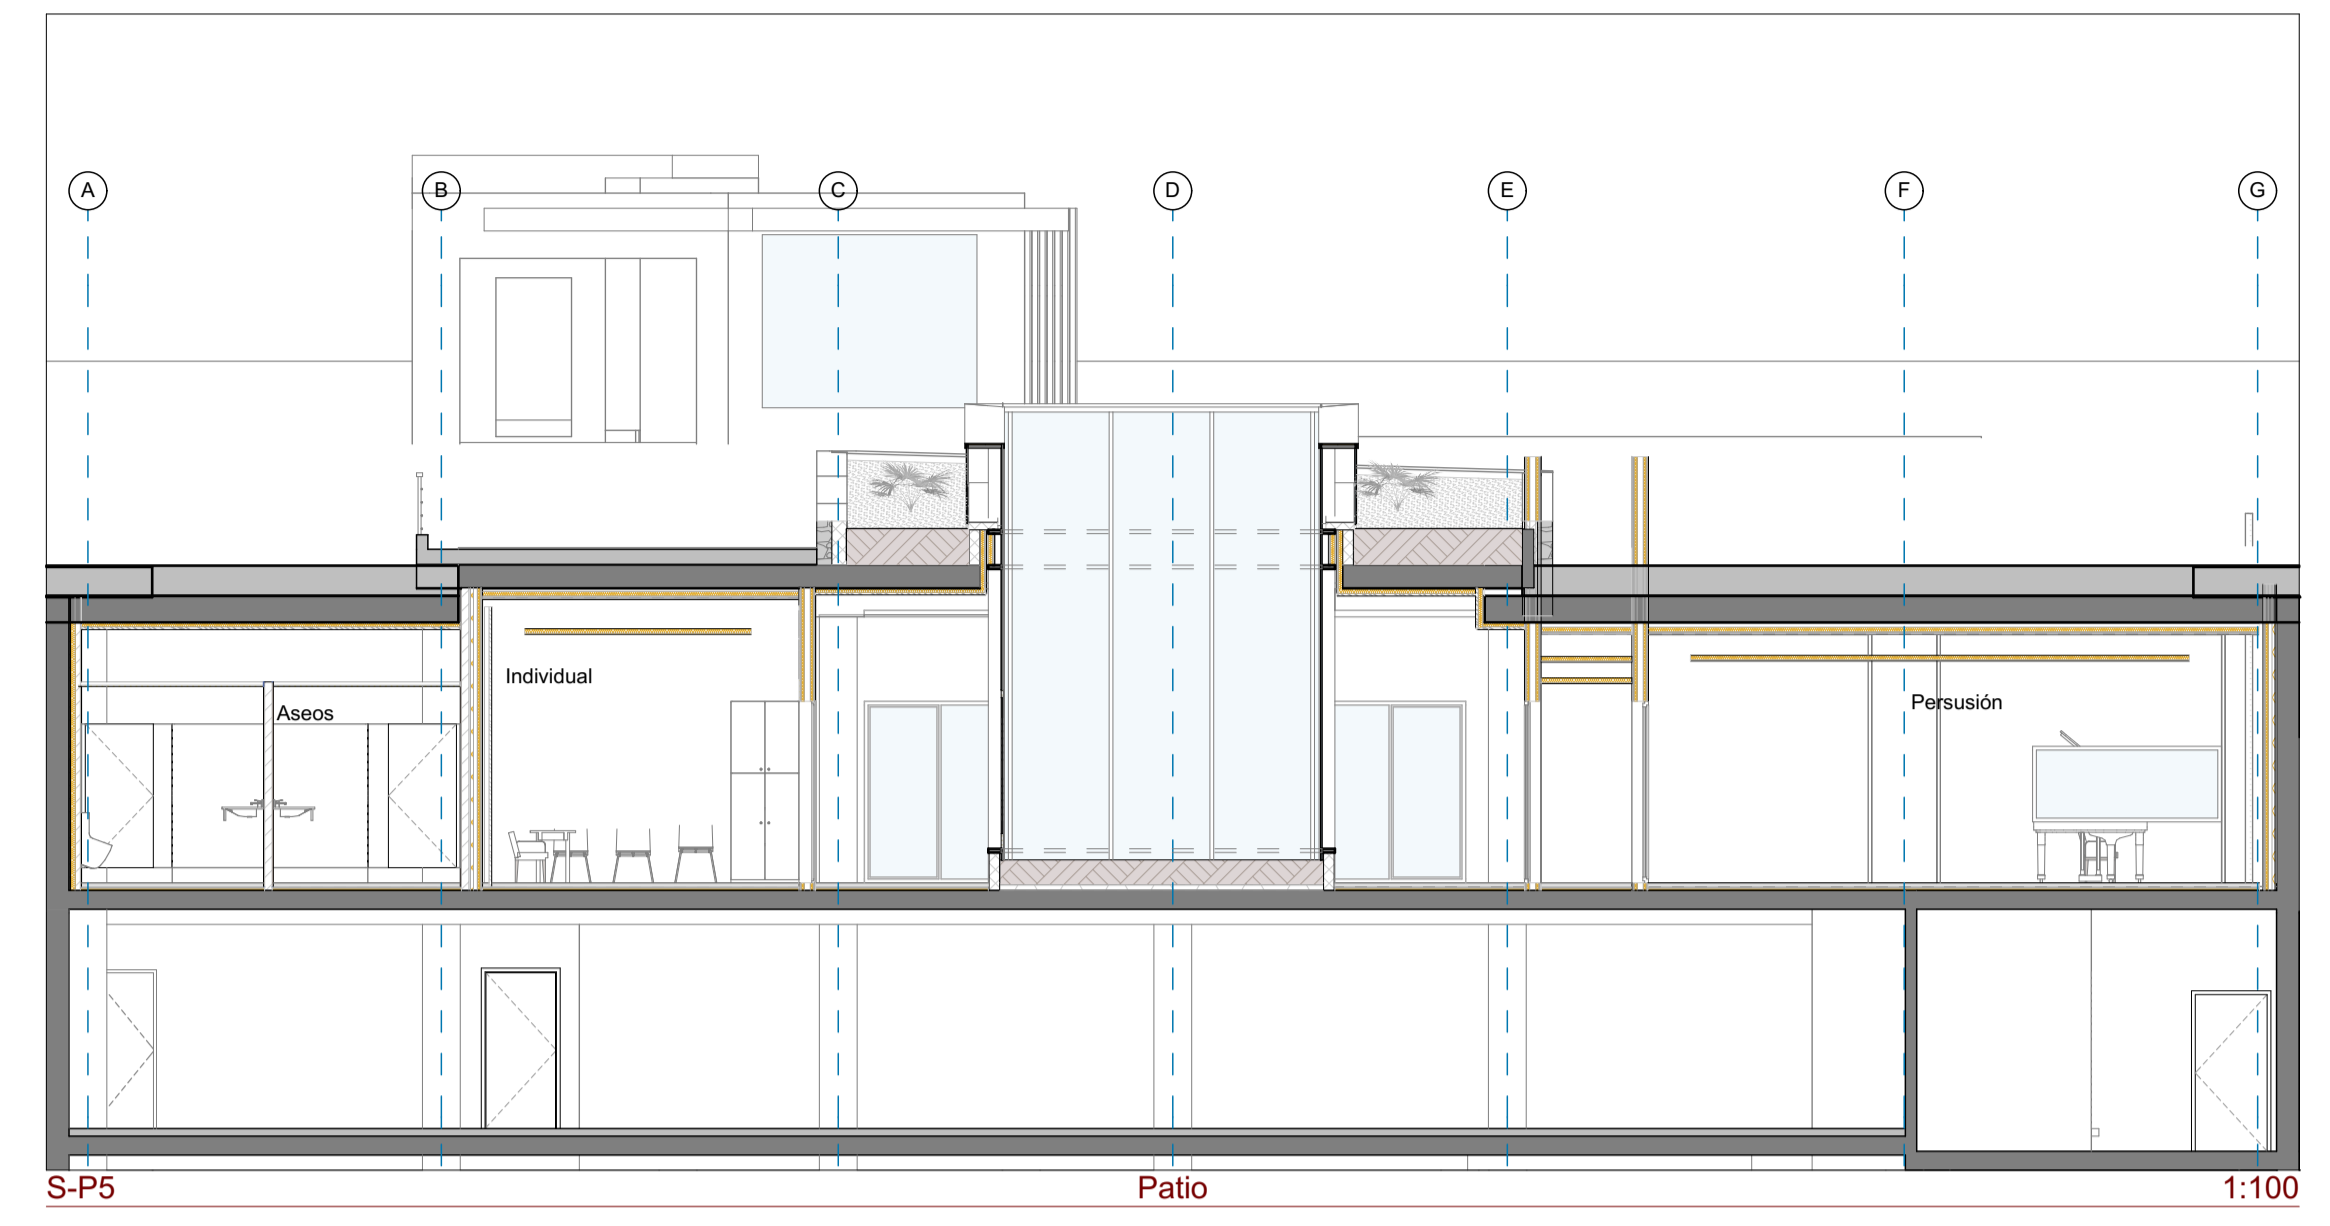 A B C D E F G
Individual
Persusión
Aseos
S-P5 Patio 1:100